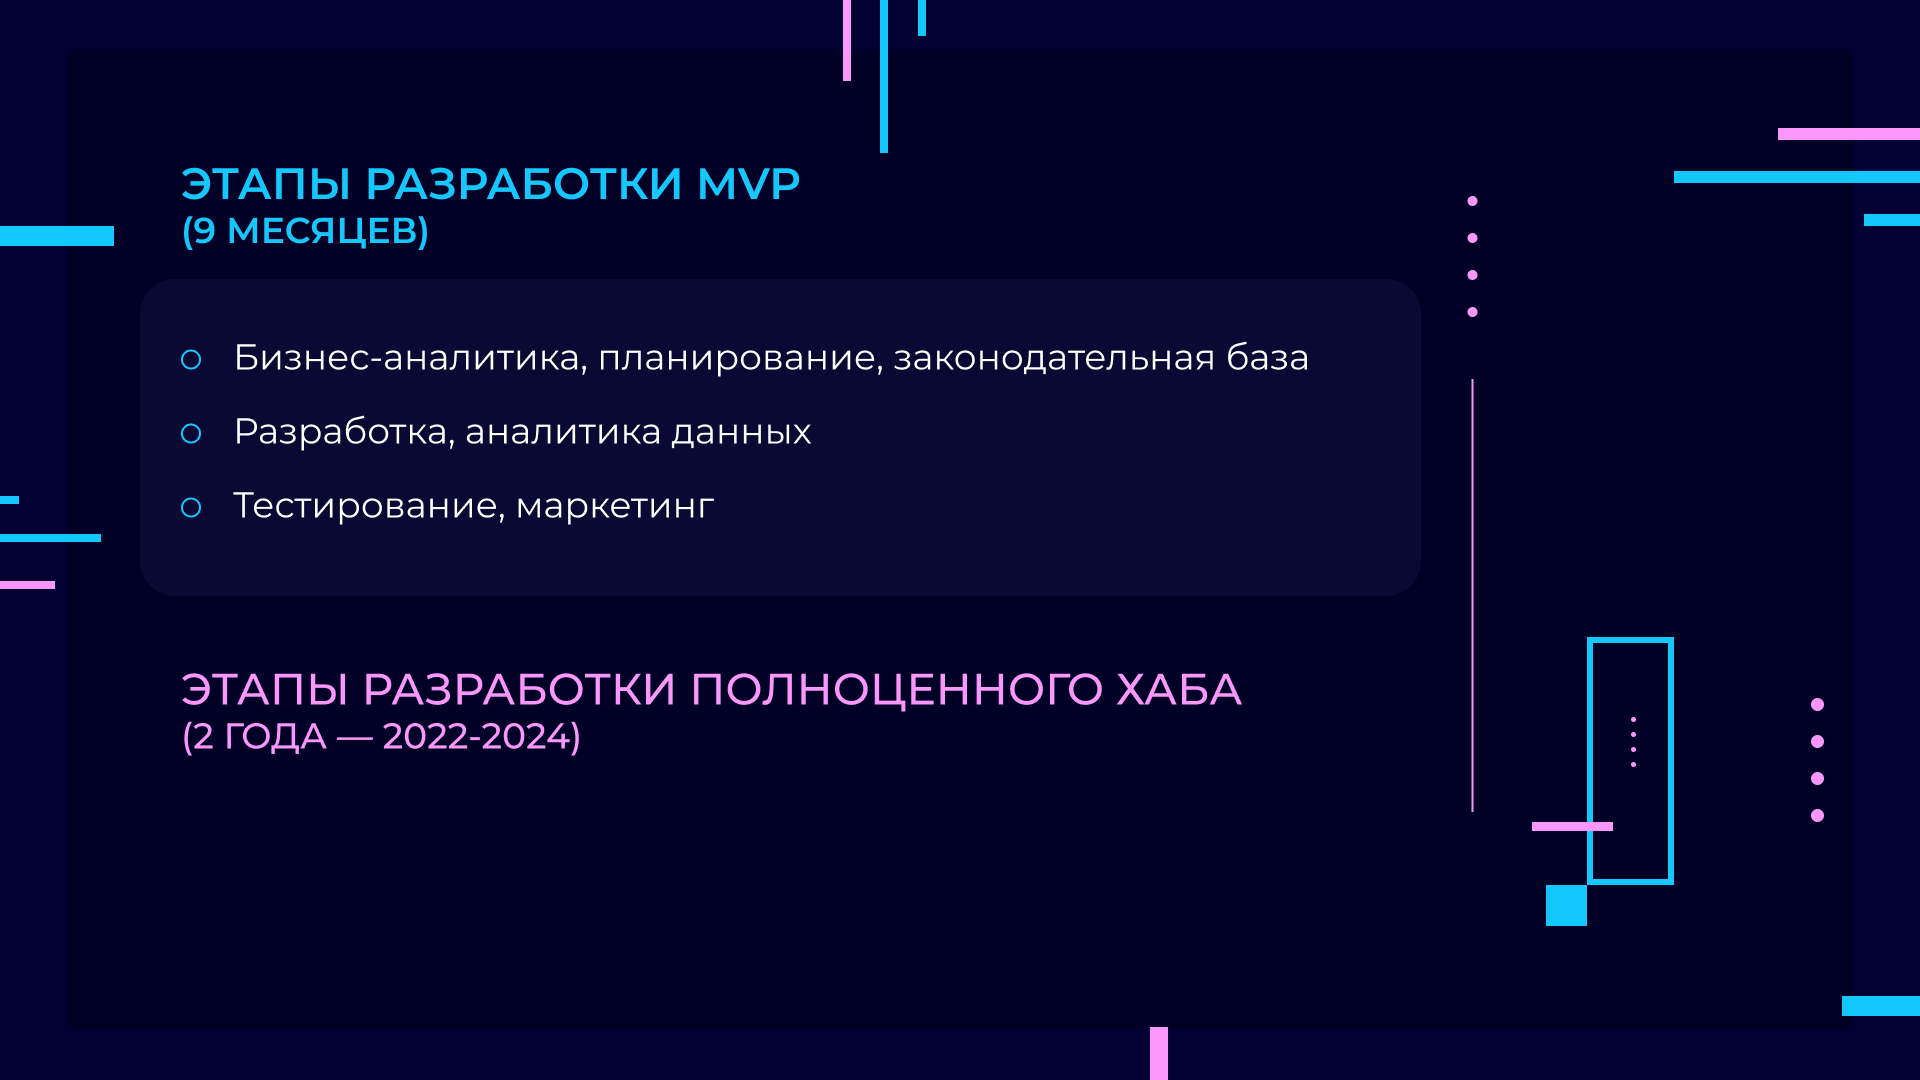 ЭТАПЫ РАЗРАБОТКИ MVP
(9 МЕСЯЦЕВ)
Бизнес-аналитика, планирование, законодательная база
Разработка, аналитика данных
Тестирование, маркетинг
ЭТАПЫ РАЗРАБОТКИ ПОЛНОЦЕННОГО ХАБА
(2 ГОДА — 2022-2024)